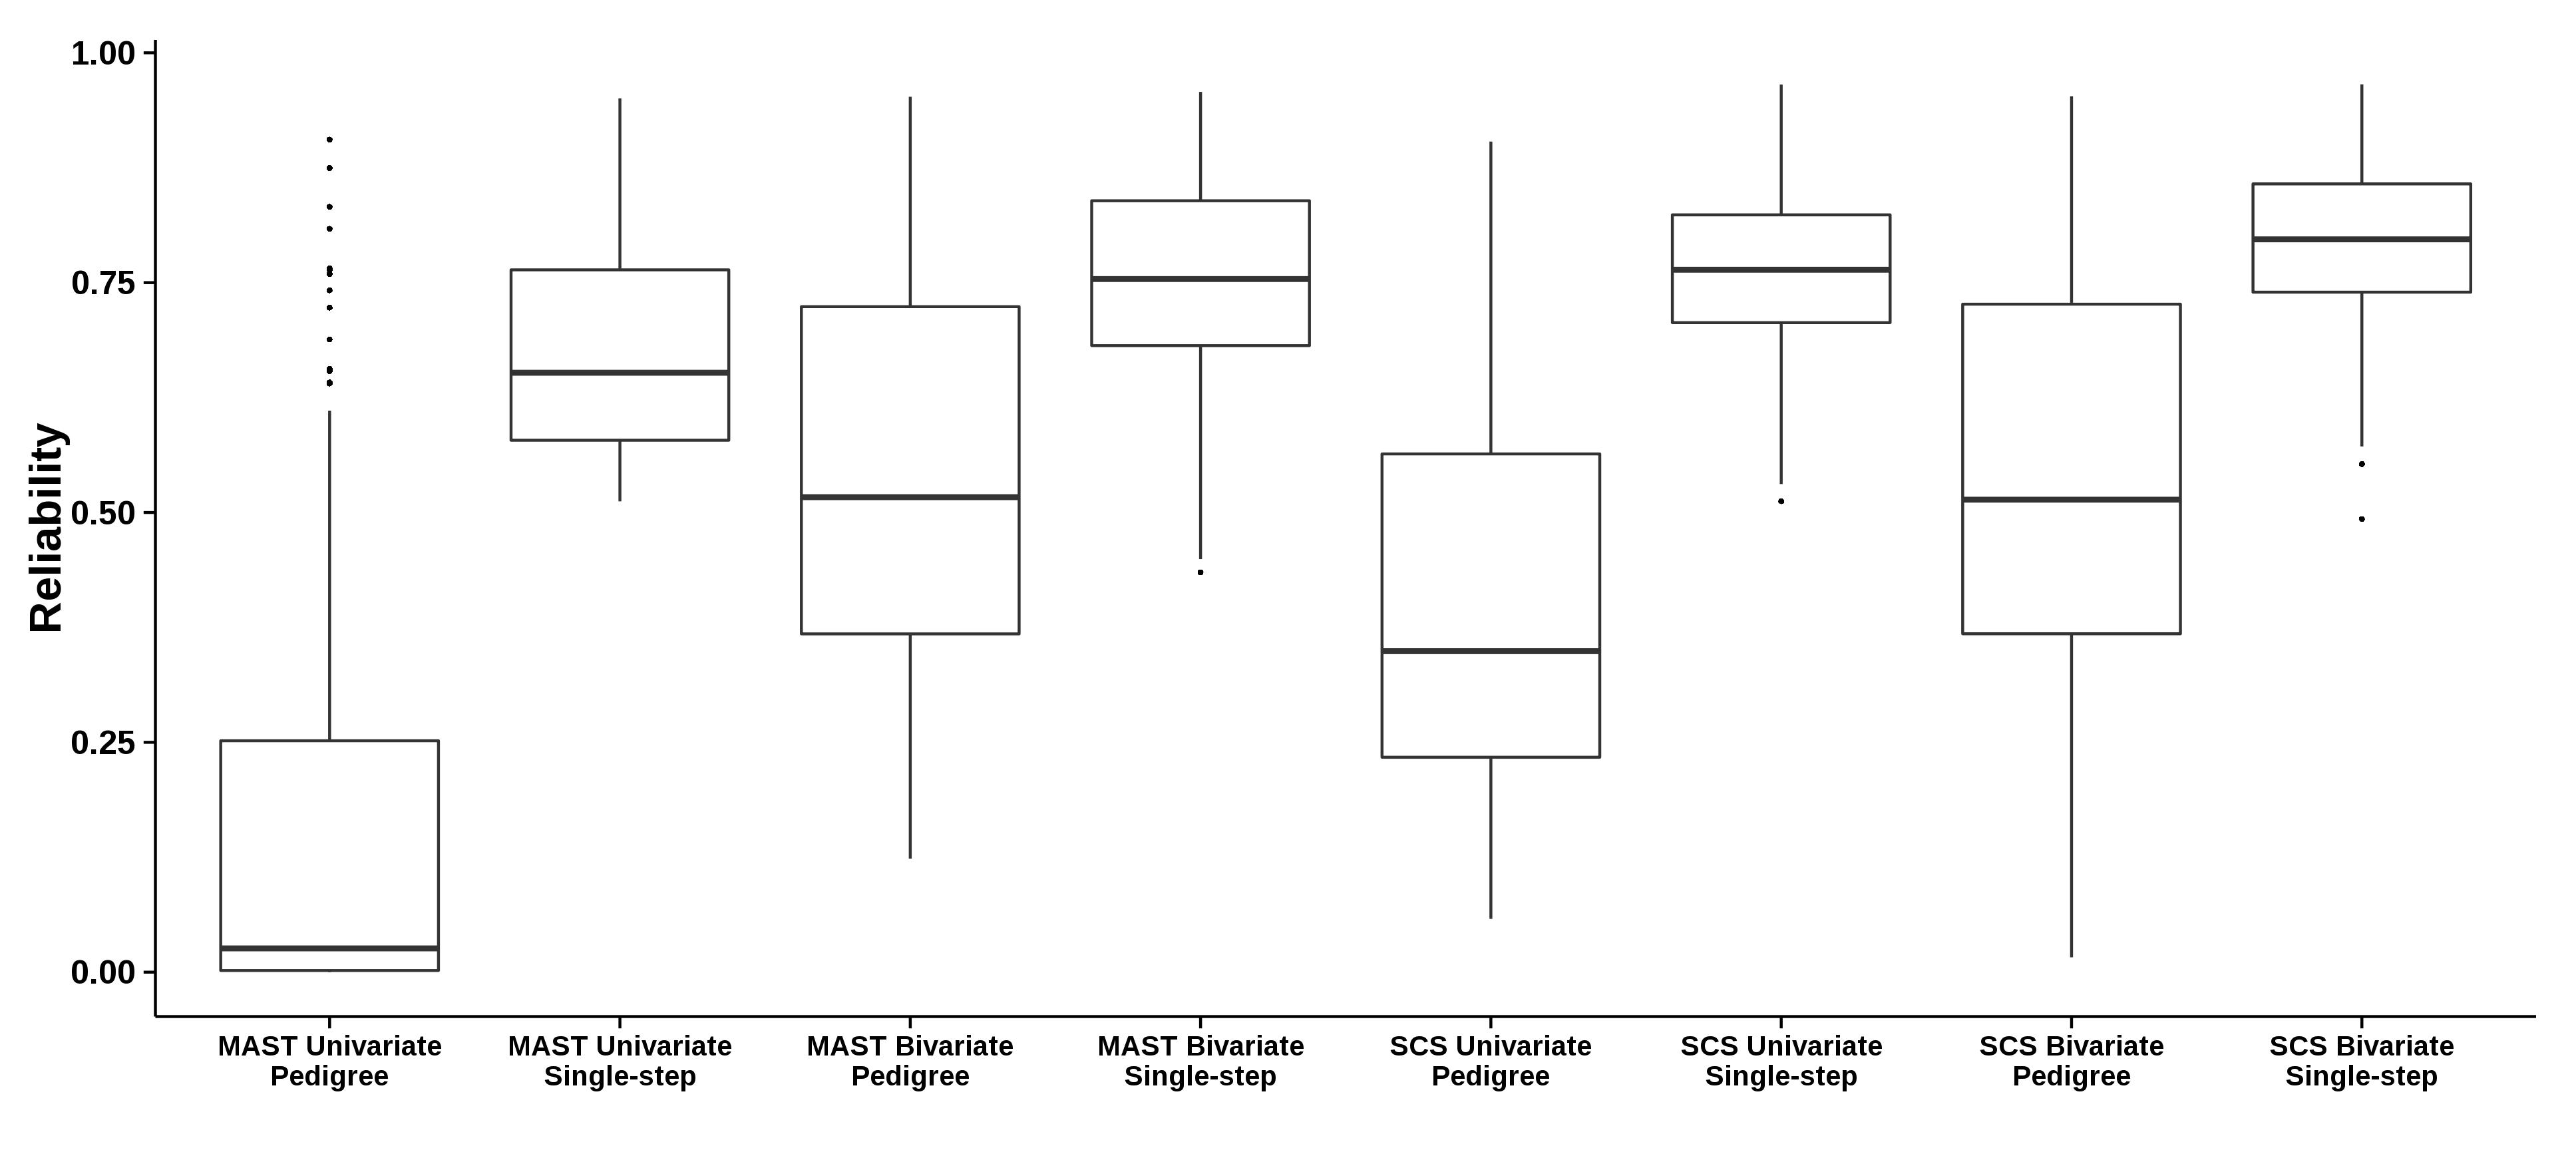 Reliability
1.00
0.75
0.50
0.25
0.00
MAST Univariate
Pedigree
MAST Univariate
Single-step
MAST Bivariate
Pedigree
MAST Bivariate
Single-step
SCS Univariate
Pedigree
SCS Univariate
Single-step
SCS Bivariate
Pedigree
SCS Bivariate
Single-step